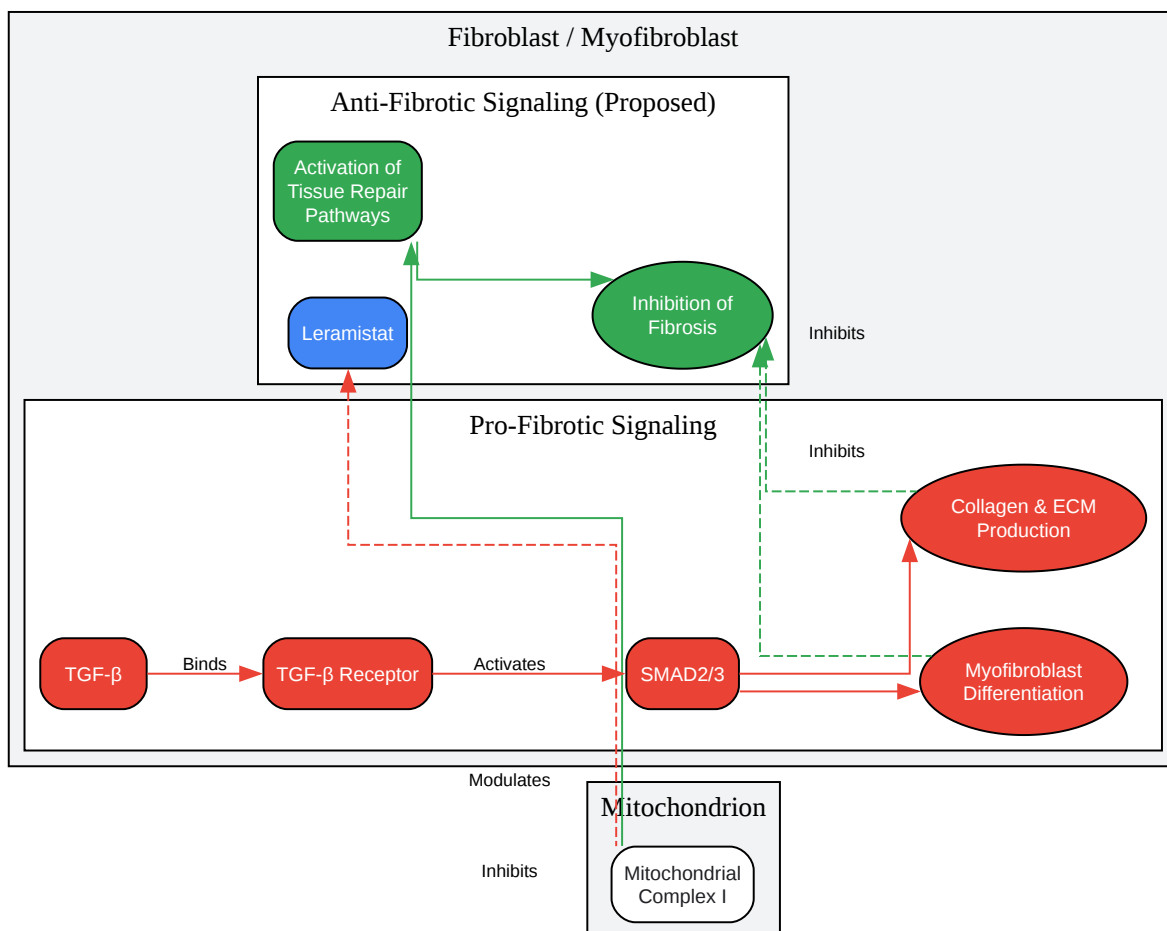 Fibroblast / Myofibroblast
Anti-Fibrotic Signaling (Proposed)
Activation of
Tissue Repair
Pathways
Inhibition of
Fibrosis
Leramistat
Inhibits
Pro-Fibrotic Signaling
Inhibits
Collagen & ECM
Production
TGF-β
Binds
TGF-β Receptor
Activates
SMAD2/3
Myofibroblast
Differentiation
Modulates
Mitochondrion
Inhibits
Mitochondrial
Complex I